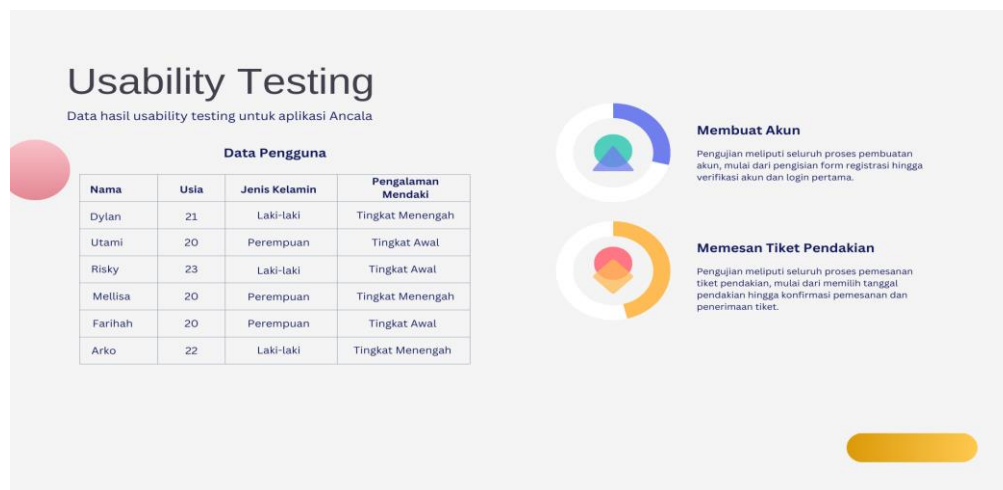 Usability Testing
Data hasil usability testing untuk aplikasi Ancala
Data Pengguna
Nama Usia Jenis Kelamin Pengalaman
Mendaki
Dylan 21 Laki-laki Tingkat Menengah
Utami 20 Perempuan Tingkat Awal
Risky 23 Laki-laki Tingkat Awal
Mellisa 20 Perempuan Tingkat Menengah
Farihah 20 Perempuan Tingkat Awal
Arko 22 Laki-laki Tingkat Menengah
Membuat Akun
Pengujian meliputi seluruh proses pembuatan
akun, mulai dari pengisian form registrasi hingga
verifikasi akun dan login pertama.
Memesan Tiket Pendakian
Pengujian meliputi seluruh proses pemesanan
tiket pendakian, mulai dari memilih tanggal
pendakian hingga konfirmasi pemesanan dan
penerimaan tiket.